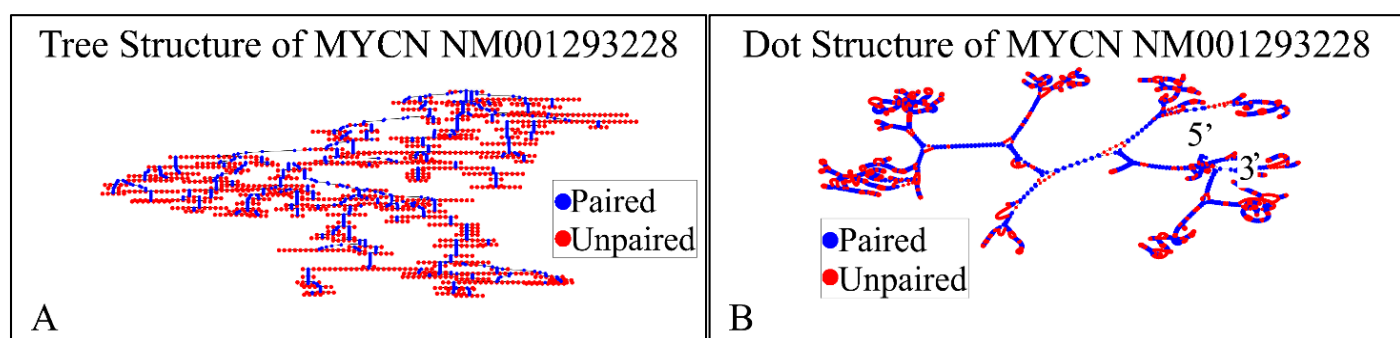 Tree Structure of MYCN NM001293228
Paired
Unpaired
A
Dot Structure of MYCN NM001293228
5’
3’
Paired
Unpaired
B